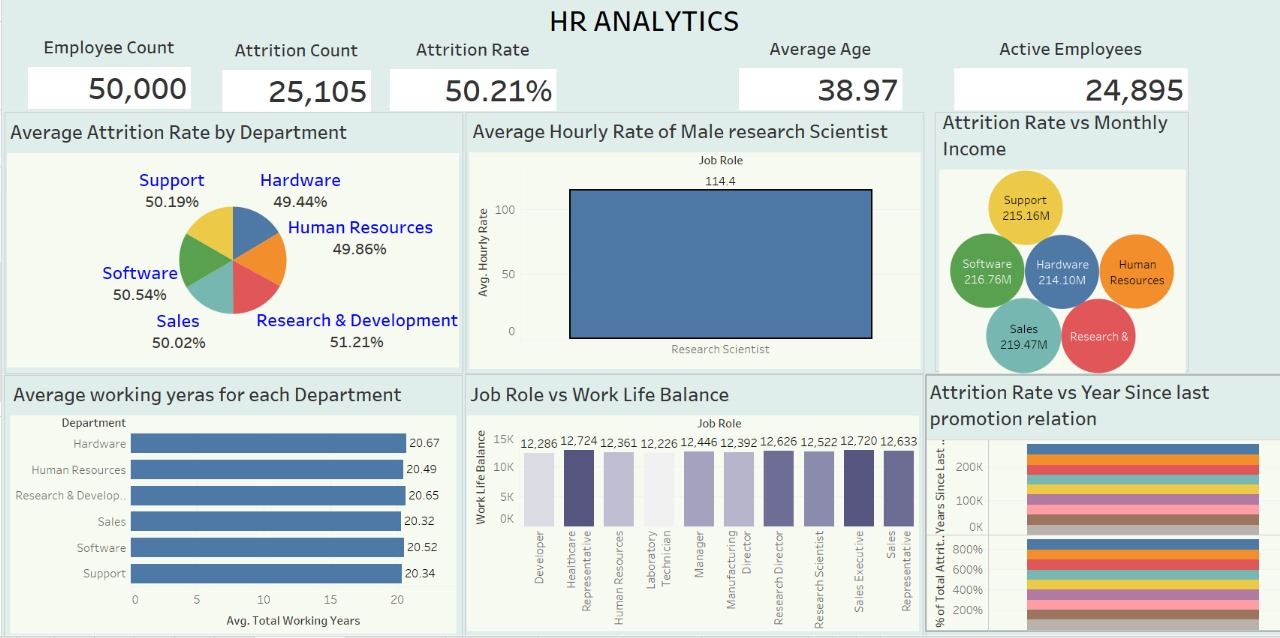 HR ANALYTICS
Employee Count
Attrition Count
Attrition Rate
Average Age
Active Employees
50,000
25,105
50.21%
38.97
24,895
Average Attrition Rate by Department
Support
50.19%
Hardware
49.44%
Human Resources
49.86%
Software
50.54%
Sales
50.02%
Research & Development
51.21%
Average Hourly Rate of Male research Scientist
Job Role
114.4
100
50
0
Avg. Hourly Rate
Research Scientist
Attrition Rate vs Monthly
Income
Support
215.16M
Software
216.76M
Hardware
214.10M
Human
Resources
Sales
219.47M
Research &
Average working yeras for each Department
Department
Hardware
20.67
Human Resources
20.49
Research & Develop..
20.65
Sales
20.32
Software
20.52
Support
20.34
0 5 10 15 20
Avg. Total Working Years
Job Role vs Work Life Balance
Job Role
15K
10K
5K
0K
Work Life Balance
12,286 12,724 12,361 12,226 12,446 12,392 12,626 12,522 12,720 12,633
Developer
Healthcare
Representative
Human Resources
Laboratory
Technician
Manager
Manufacturing
Director
Research Director
Research Scientist
Sales Executive
Sales
Representative
Attrition Rate vs Year Since last
promotion relation
Years Since Last ..
200K
100K
0K
% of Total Attrit..
800%
600%
400%
200%